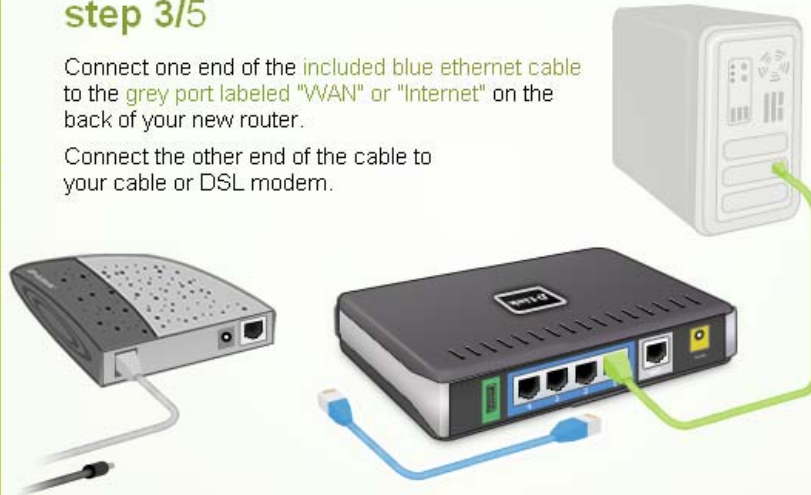 step 3/5
Connect one end of the included blue ethernet cable
to the grey port labeled "WAN" or "Internet" on the
back of your new router.
Connect the other end of the cable to
your cable or DSL modem.
D-Link